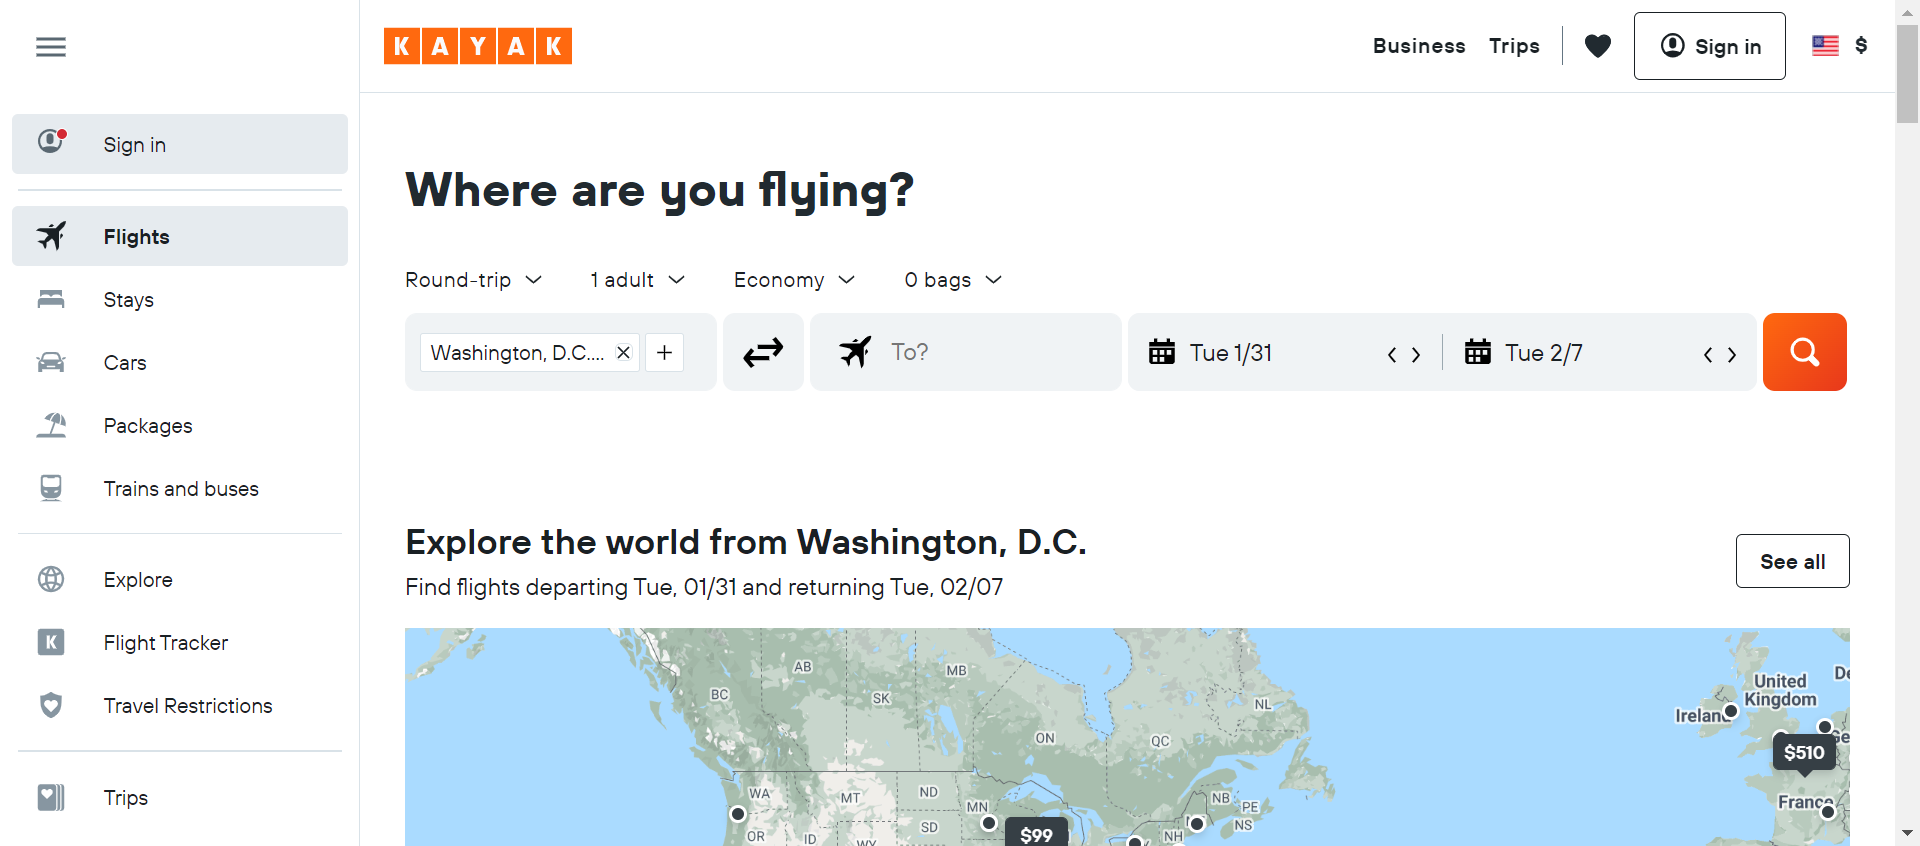 KAYAK
Business
Trips
Sign in
$
Sign in
Flights
Stays
Cars
Packages
Trains and buses
Explore
Flight Tracker
Travel Restrictions
Trips
Where are you flying?
Round-trip
1 adult
Economy
0 bags
Washington, D.C....
To?
Tue 1/31
Tue 2/7
Explore the world from Washington, D.C.
See all
Find flights departing Tue, 01/31 and returning Tue, 02/07
AB
MB
BC
SK
NL
United
Kingdom
Ireland
ON
QC
$510
WA
MT
ND
MN
NB
PE
France
OR
ID
SD
$99
NH
NS
WY